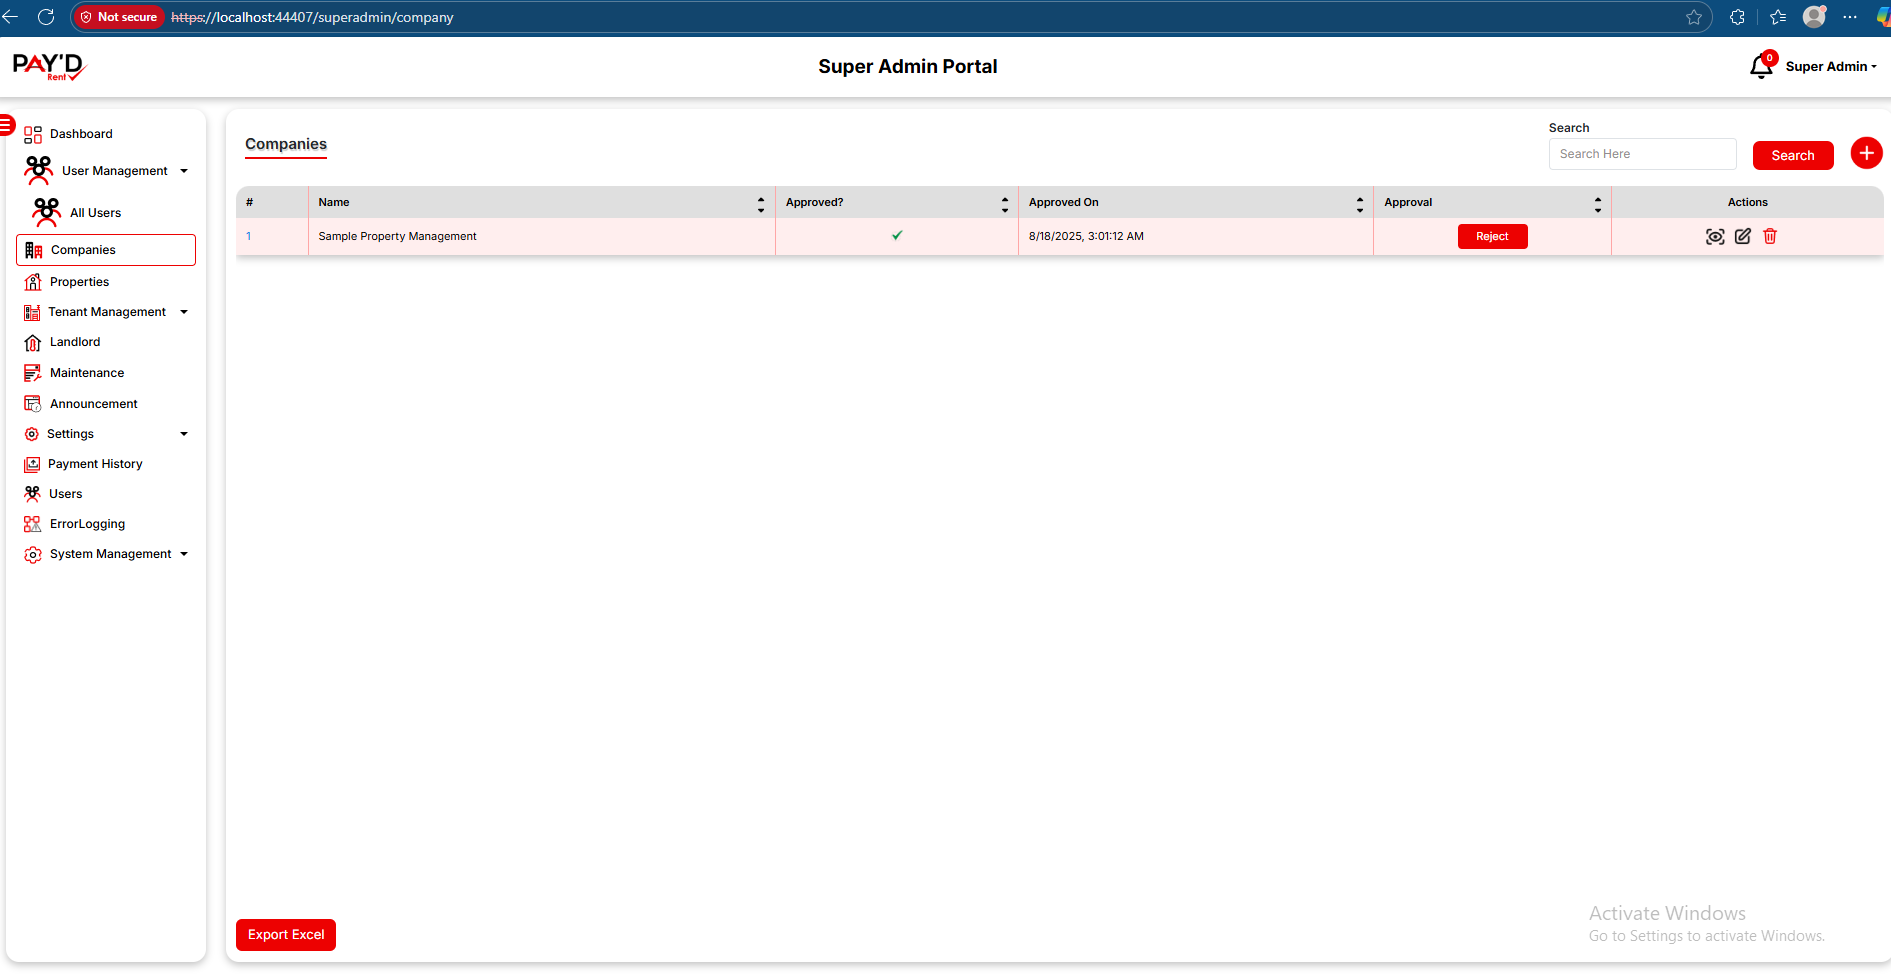 Not secure https://localhost:44407/superadmin/company
PAY'D
Rent
Super Admin Portal
0
Super Admin
Dashboard
User Management
All Users
Companies
Properties
Tenant Management
Landlord
Maintenance
Announcement
Settings
Payment History
Users
ErrorLogging
System Management
Companies
Search
Search Here
Search
# Name Approved? Approved On Approval Actions
1 Sample Property Management 8/18/2025, 3:01:12 AM Reject
Export Excel
Activate Windows
Go to Settings to activate Windows.